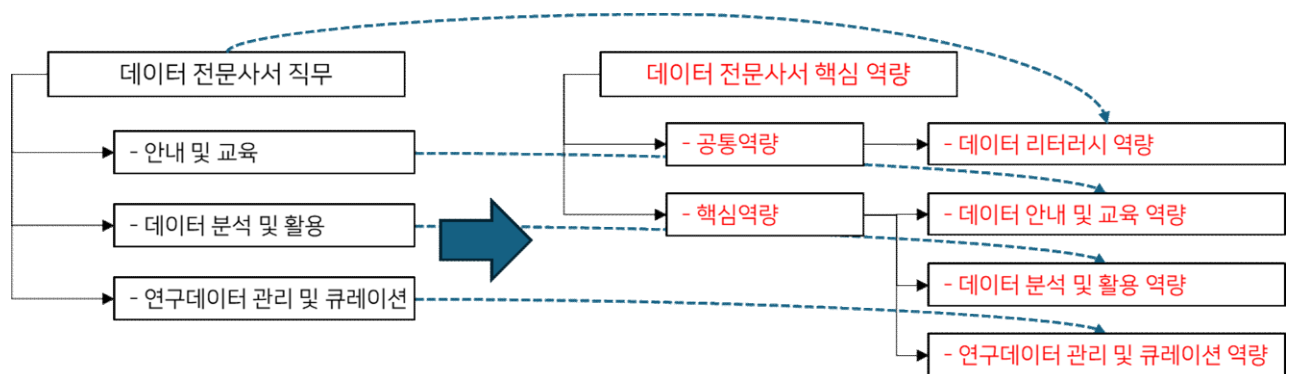 데이터 전문사서 직무
- 안내 및 교육
- 데이터 분석 및 활용
- 연구데이터 관리 및 큐레이션
데이터 전문사서 핵심 역량
- 공통역량
- 핵심역량
- 데이터 리터러시 역량
- 데이터 안내 및 교육 역량
- 데이터 분석 및 활용 역량
- 연구데이터 관리 및 큐레이션 역량